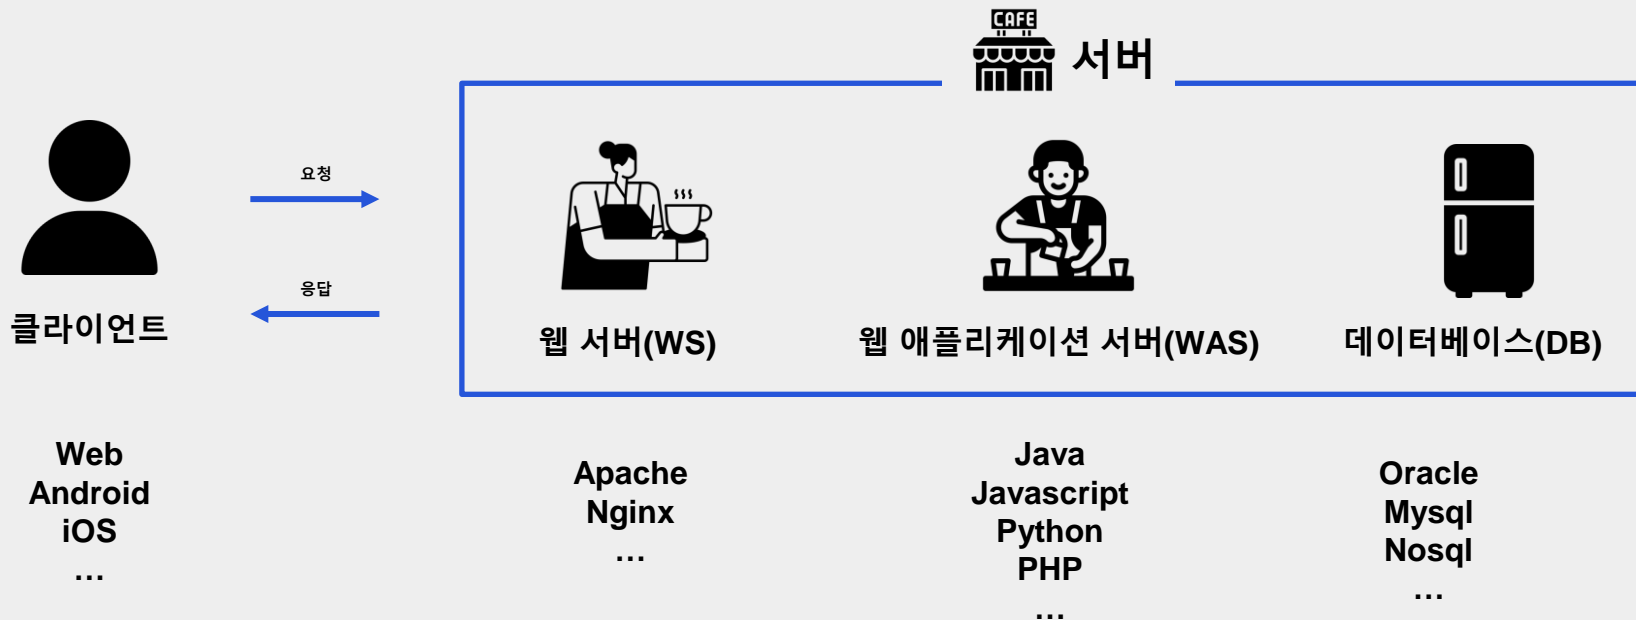 CAFE
서버
요청
응답
클라이언트
웹 서버(WS)
웹 애플리케이션 서버(WAS)
데이터베이스(DB)
Web
Android
iOS
...
Apache
Nginx
...
Java
Javascript
Python
PHP
...
Oracle
Mysql
Nosql
...